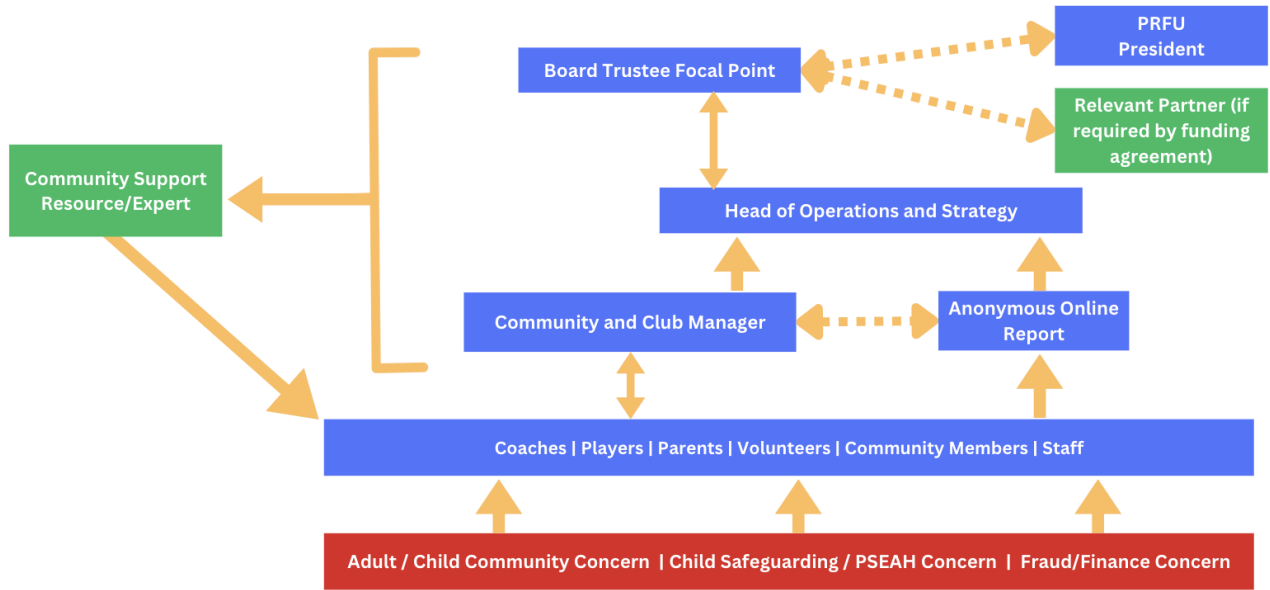 PRFU
President
Board Trustee Focal Point
Relevant Partner (if
required by funding
agreement)
Community Support
Resource/Expert
Head of Operations and Strategy
Community and Club Manager
Anonymous Online
Report
Coaches | Players | Parents | Volunteers | Community Members | Staff
Adult / Child Community Concern | Child Safeguarding / PSEAH Concern | Fraud/Finance Concern